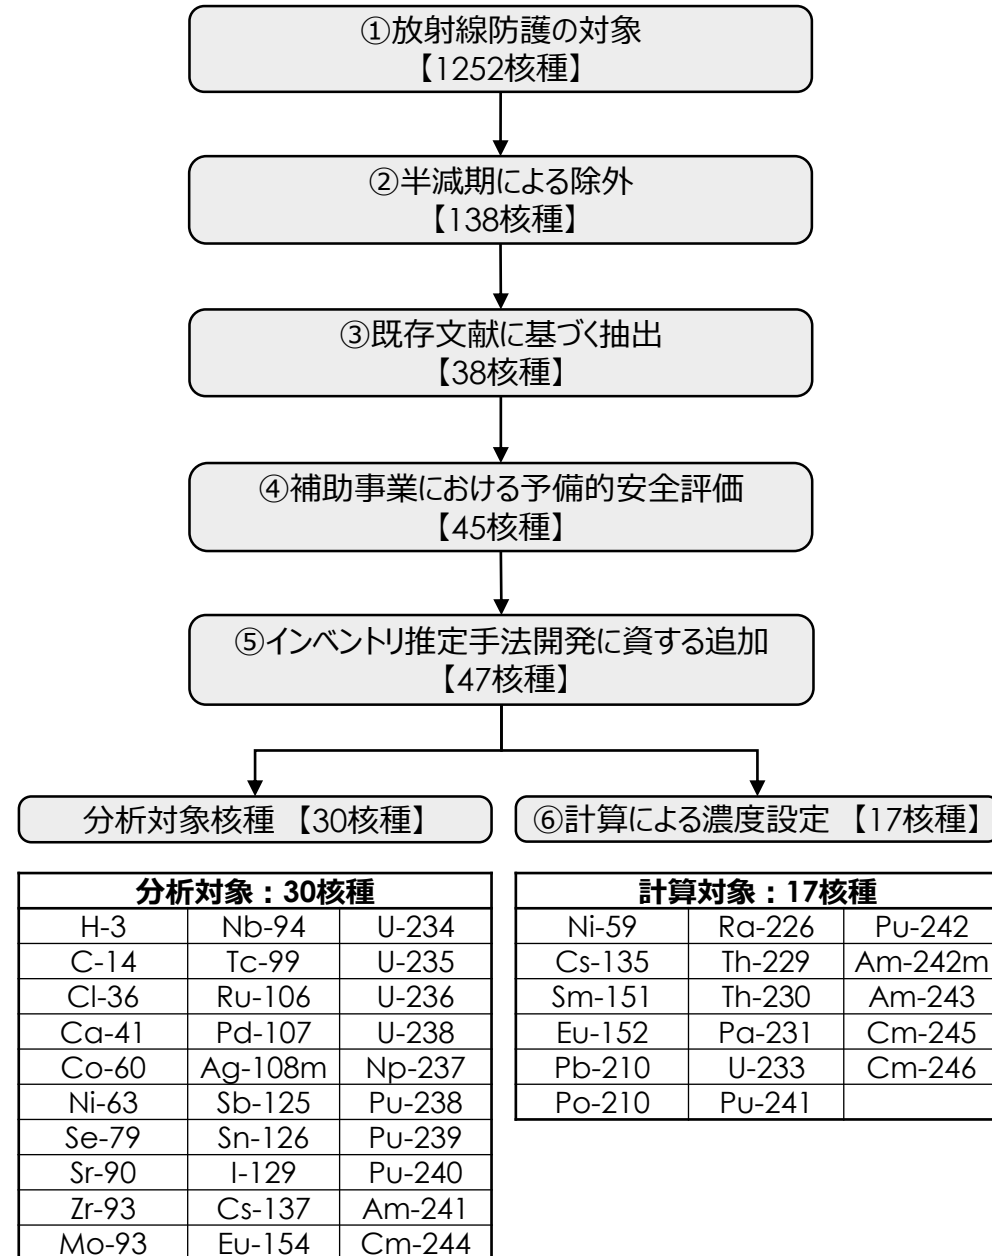 ①放射線防護の対象
【1252核種】
②半減期による除外
【138核種】
③既存文献に基づく抽出
【38核種】
④補助事業における予備的安全評価
【45核種】
⑤インベントリ推定手法開発に資する追加
【47核種】
分析対象核種 【30核種】
⑥計算による濃度設定 【17核種】
分析対象：30核種
H-3 Nb-94 U-234
C-14 Tc-99 U-235
Cl-36 Ru-106 U-236
Ca-41 Pd-107 U-238
Co-60 Ag-108m Np-237
Ni-63 Sb-125 Pu-238
Se-79 Sn-126 Pu-239
Sr-90 I-129 Pu-240
Zr-93 Cs-137 Am-241
Mo-93 Eu-154 Cm-244
計算対象：17核種
Ni-59 Ra-226 Pu-242
Cs-135 Th-229 Am-242m
Sm-151 Th-230 Am-243
Eu-152 Pa-231 Cm-245
Pb-210 U-233 Cm-246
Po-210 Pu-241